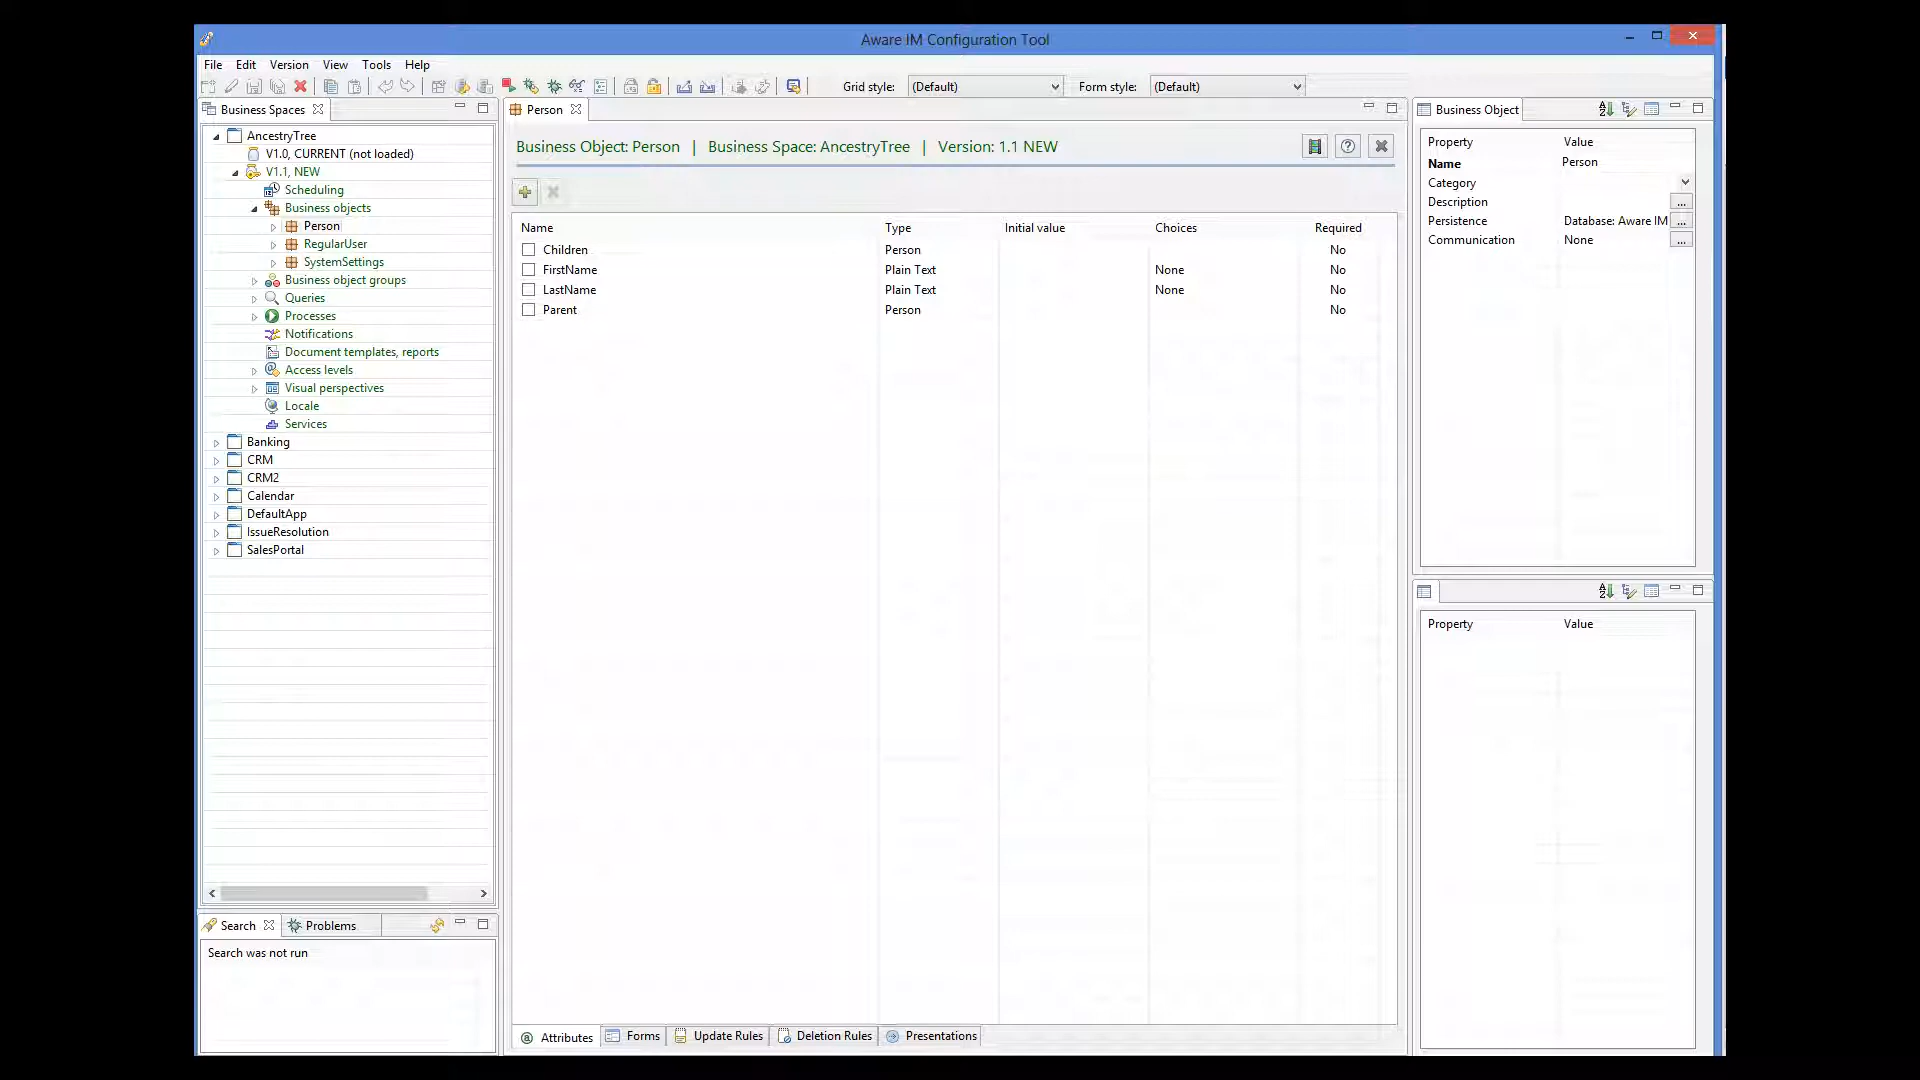 Aware IM Configuration Tool
File Edit Version View Tools Help
Grid style: (Default) Form style: (Default)
Business Spaces
AncestryTree
V1.0, CURRENT (not loaded)
V1.1, NEW
Scheduling
Business objects
Person
RegularUser
SystemSettings
Business object groups
Queries
Processes
Notifications
Document templates, reports
Access levels
Visual perspectives
Locale
Services
Banking
CRM
CRM2
Calendar
DefaultApp
IssueResolution
SalesPortal
Search Problems
Search was not run
Person
Business Object: Person | Business Space: AncestryTree | Version: 1.1 NEW
Name Type Initial value Choices Required
Children Person No
FirstName Plain Text None No
LastName Plain Text None No
Parent Person No
Attributes Forms Update Rules Deletion Rules Presentations
Business Object
Property Value
Name Person
Category
Description ...
Persistence Database: Aware IM ...
Communication None ...
Property Value